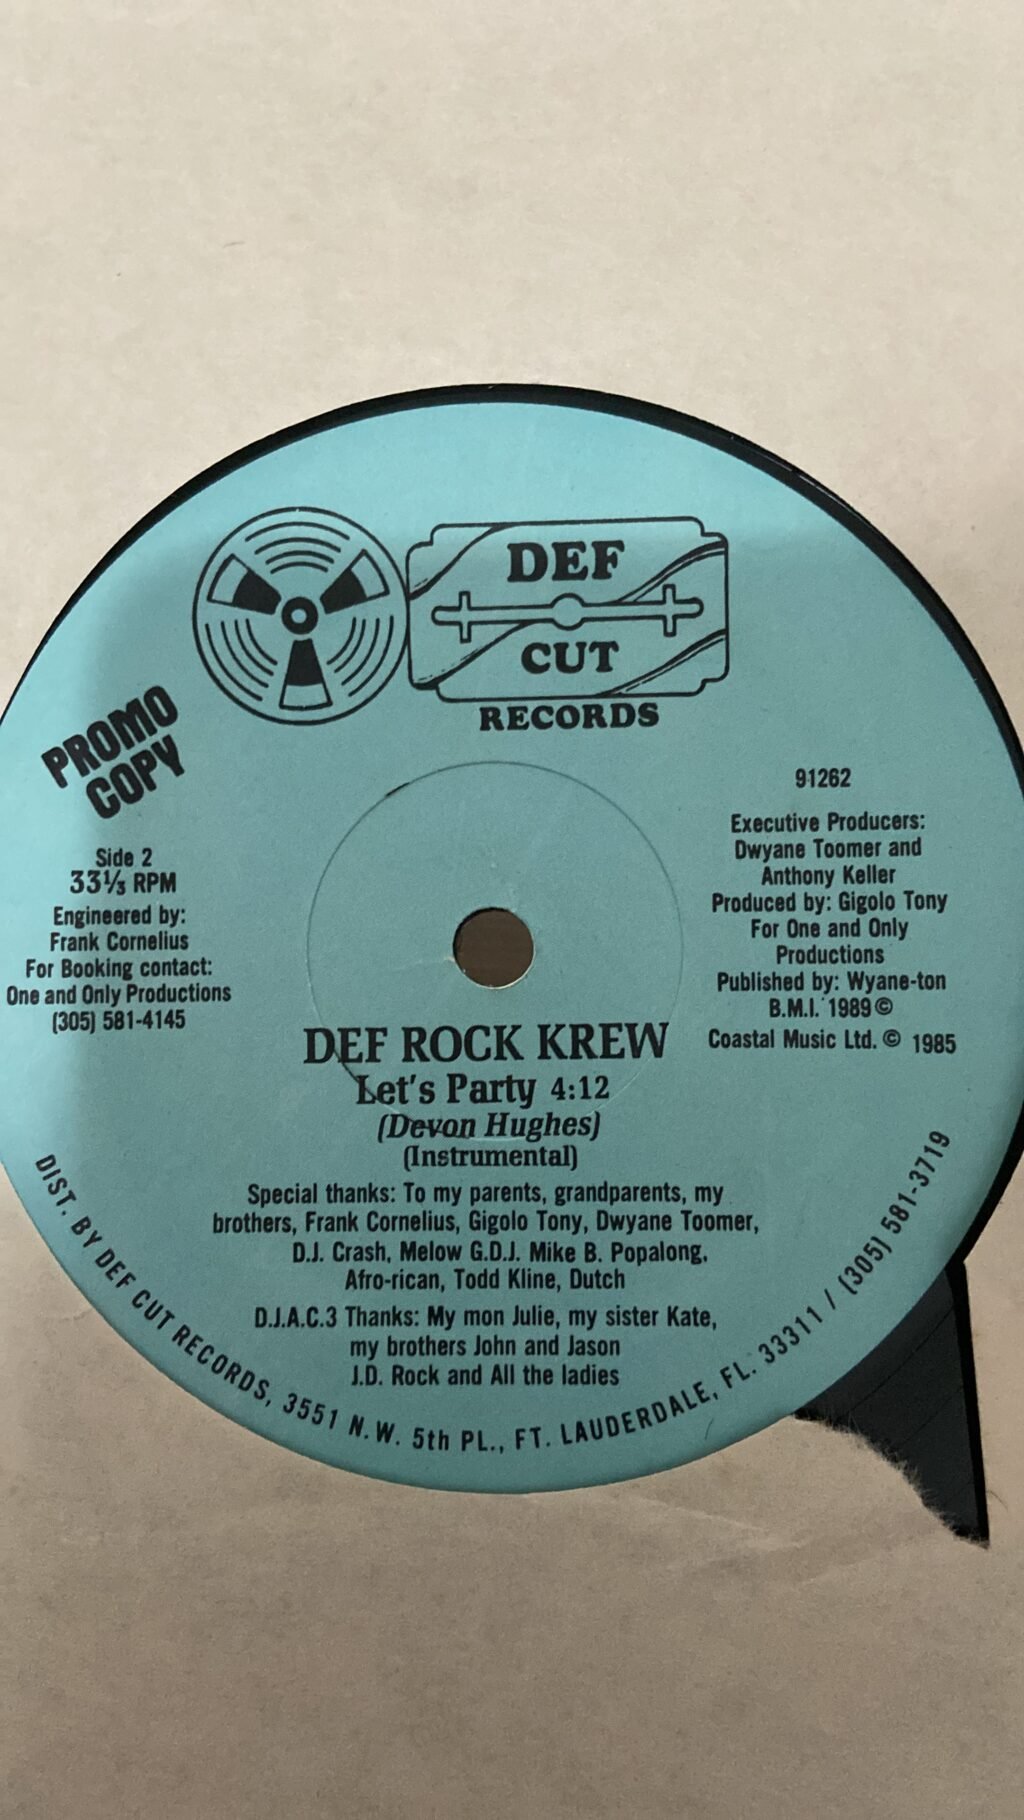 DEF
CUT
RECORDS
PROMO
COPY
Side 2
33⅓ RPM
Engineered by:
Frank Cornelius
For Booking contact:
One and Only Productions
(305) 581-4145
91262
Executive Producers:
Dwyane Toomer and
Anthony Keller
Produced by: Gigolo Tony
For One and Only
Productions
Published by: Wyane-ton
B.M.I. 1989 ©
Coastal Music Ltd. © 1985
DEF ROCK KREW
Let's Party 4:12
(Devon Hughes)
(Instrumental)
Special thanks: To my parents, grandparents, my
brothers, Frank Cornelius, Gigolo Tony, Dwyane Toomer,
D.J. Crash, Melow G.D.J. Mike B. Popalong,
Afro-rican, Todd Kline, Dutch
D.J.A.C.3 Thanks: My mon Julie, my sister Kate,
my brothers John and Jason
J.D. Rock and All the ladies
DIST. BY DEF CUT RECORDS, 3551 N.W. 5th PL., FT. LAUDERDALE, FL. 33311 / (305) 581-3719